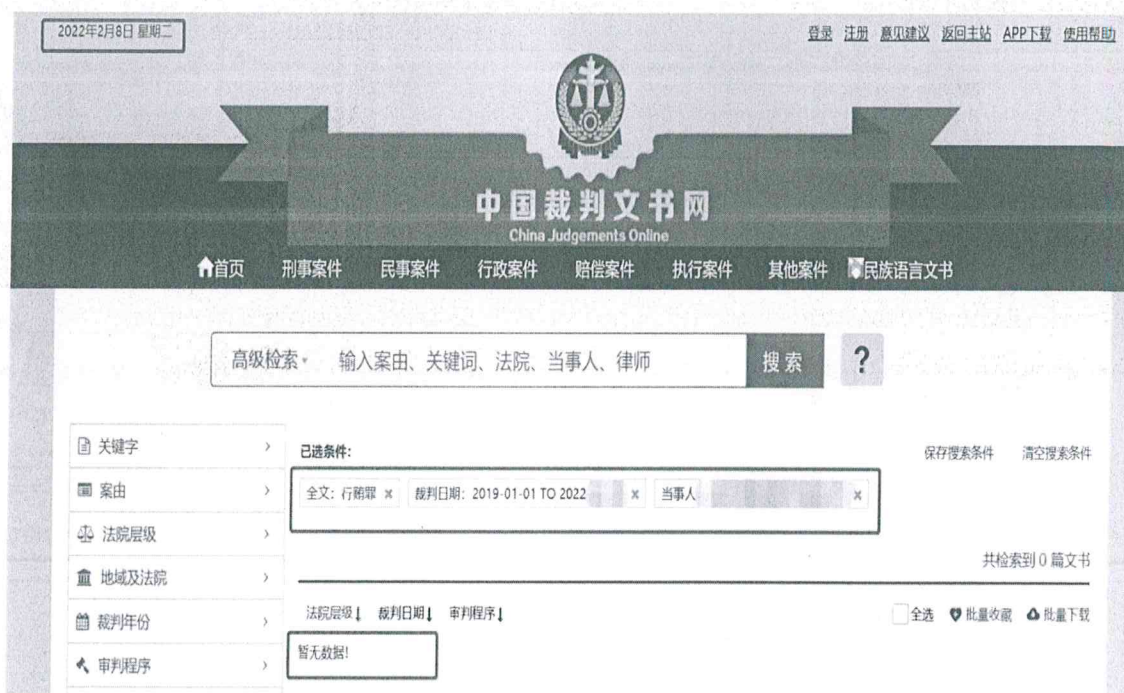 2022年2月8日 星期二
登录 注册 意见建议 返回主站 APP下载 使用帮助
中国裁判文书网
China Judgements Online
首页 刑事案件 民事案件 行政案件 赔偿案件 执行案件 其他案件 民族语言文书
高级检索 输入案由、关键词、法院、当事人、律师 搜索 ?
关键字
案由
法院层级
地域及法院
裁判年份
审判程序
已选条件:
保存搜索条件 清空搜索条件
全文：行贿罪 × 裁判日期：2019-01-01 TO 2022 × 当事人 ×
共检索到 0 篇文书
法院层级↓ 裁判日期↓ 审判程序↓
全选 批量收藏 批量下载
暂无数据!